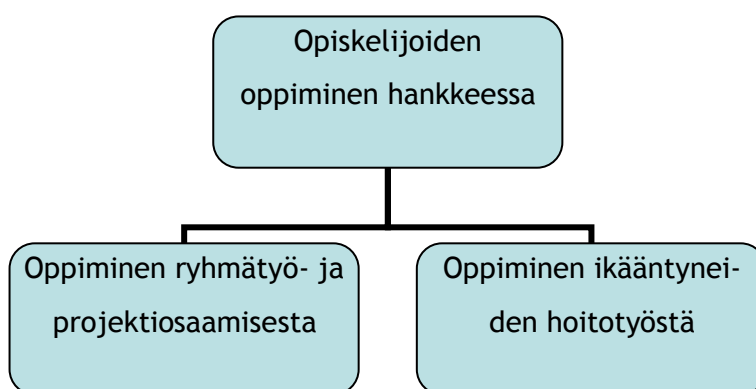 Opiskelijoiden
oppiminen hankkeessa
Oppiminen ryhmätyö- ja
projektiosaamisesta
Oppiminen ikääntynei-
den hoitotyöstä